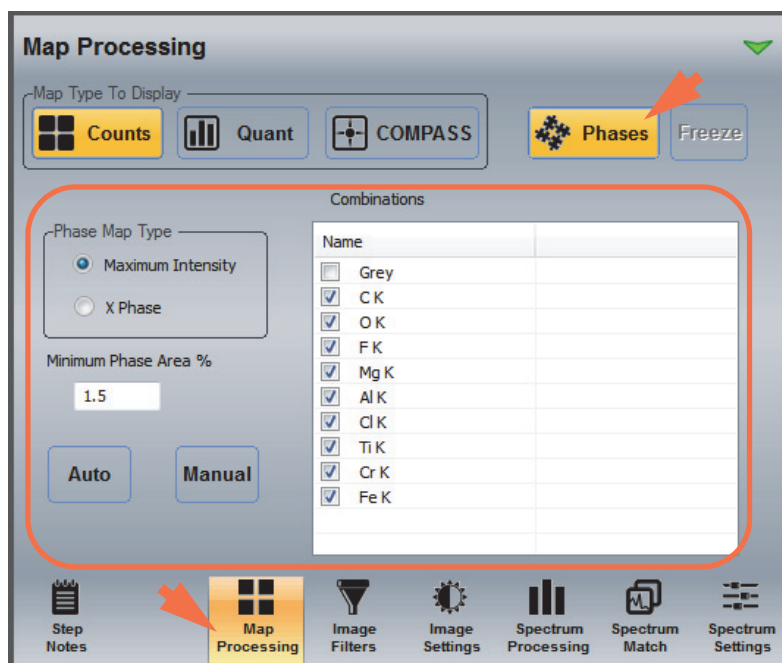 Map Processing
Map Type To Display
Counts
Quant
COMPASS
Phases
Freeze
Combinations
Phase Map Type
Maximum Intensity
X Phase
Minimum Phase Area %
1.5
Auto
Manual
Name
Grey
C K
O K
F K
Mg K
Al K
Cl K
Ti K
Cr K
Fe K
Step
Notes
Map
Processing
Image
Filters
Image
Settings
Spectrum
Processing
Spectrum
Match
Spectrum
Settings